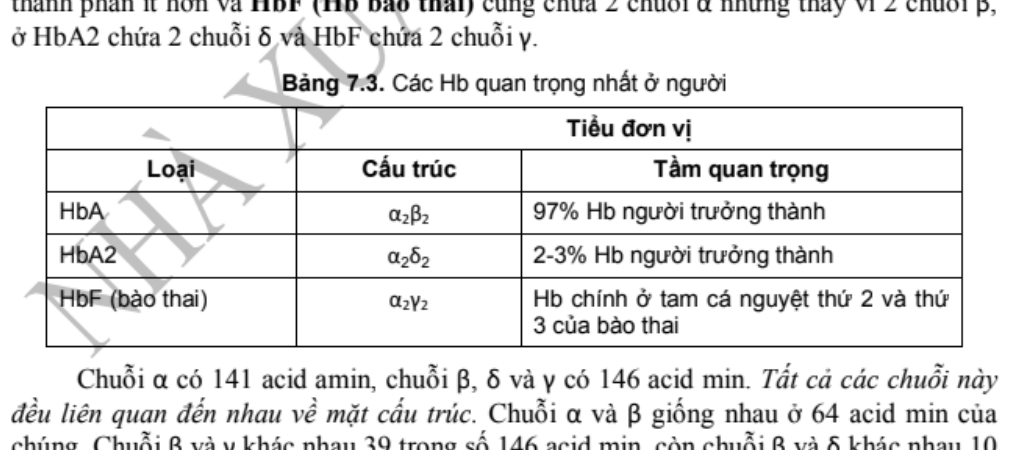 thành phần ít hơn và HbF (Hb bào thai) cũng chứa 2 chuỗi α nhưng thay vì 2 chuỗi β,
ở HbA2 chứa 2 chuỗi δ và HbF chứa 2 chuỗi γ.
Bảng 7.3. Các Hb quan trọng nhất ở người
Tiểu đơn vị
Loại Cấu trúc Tầm quan trọng
HbA α₂β₂ 97% Hb người trưởng thành
HbA2 α₂δ₂ 2-3% Hb người trưởng thành
HbF (bào thai) α₂γ₂ Hb chính ở tam cá nguyệt thứ 2 và thứ
3 của bào thai
Chuỗi α có 141 acid amin, chuỗi β, δ và γ có 146 acid min. Tất cả các chuỗi này
đều liên quan đến nhau về mặt cấu trúc. Chuỗi α và β giống nhau ở 64 acid min của
chúng. Chuỗi β và γ khác nhau 39 trong số 146 acid min, còn chuỗi β và δ khác nhau 10
NHÀ XU